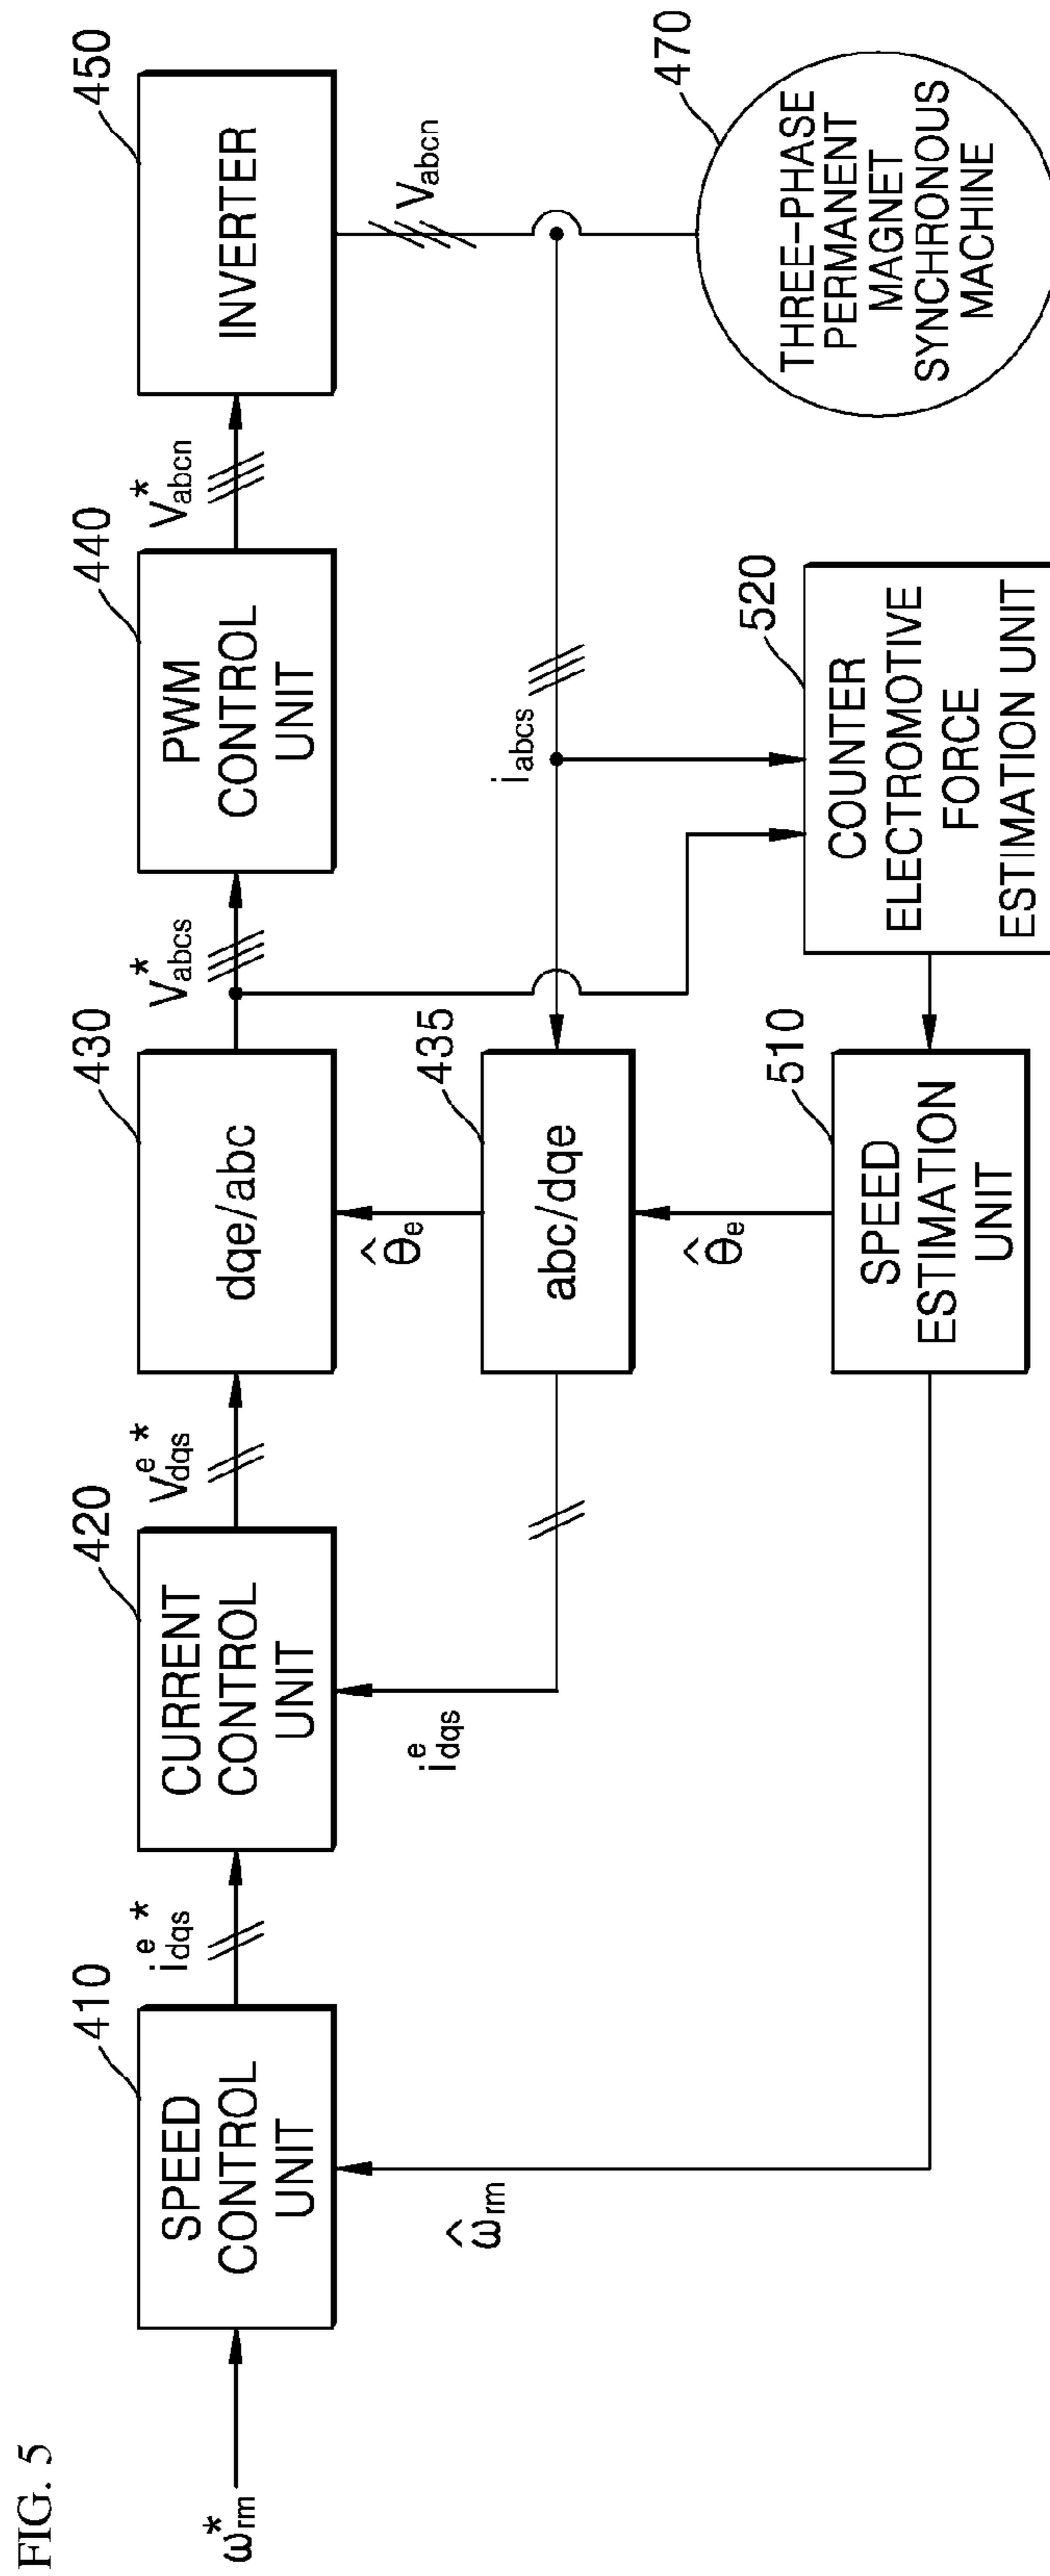 FIG. 5
ω*rm
410
SPEED
CONTROL
UNIT
i e * dqs
420
CURRENT
CONTROL
UNIT
V e * dqs
430
dqe/abc
V*abcs
440
PWM
CONTROL
UNIT
V*abcn
450
INVERTER
Vabcn
ω̂rm
i e dqs
θ̂e
435
abc/dqe
iabcs
θ̂e
510
SPEED
ESTIMATION
UNIT
520
COUNTER
ELECTROMOTIVE
FORCE
ESTIMATION UNIT
470
THREE-PHASE
PERMANENT
MAGNET
SYNCHRONOUS
MACHINE